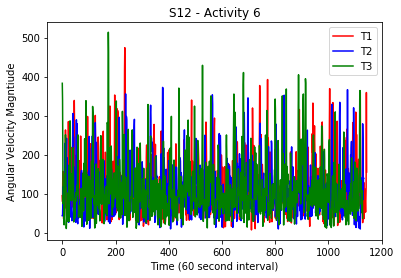 S12 - Activity 6
T1
T2
T3
Angular Velocity Magntiude
500
400
300
200
100
0
0 200 400 600 800 1000 1200
Time (60 second interval)